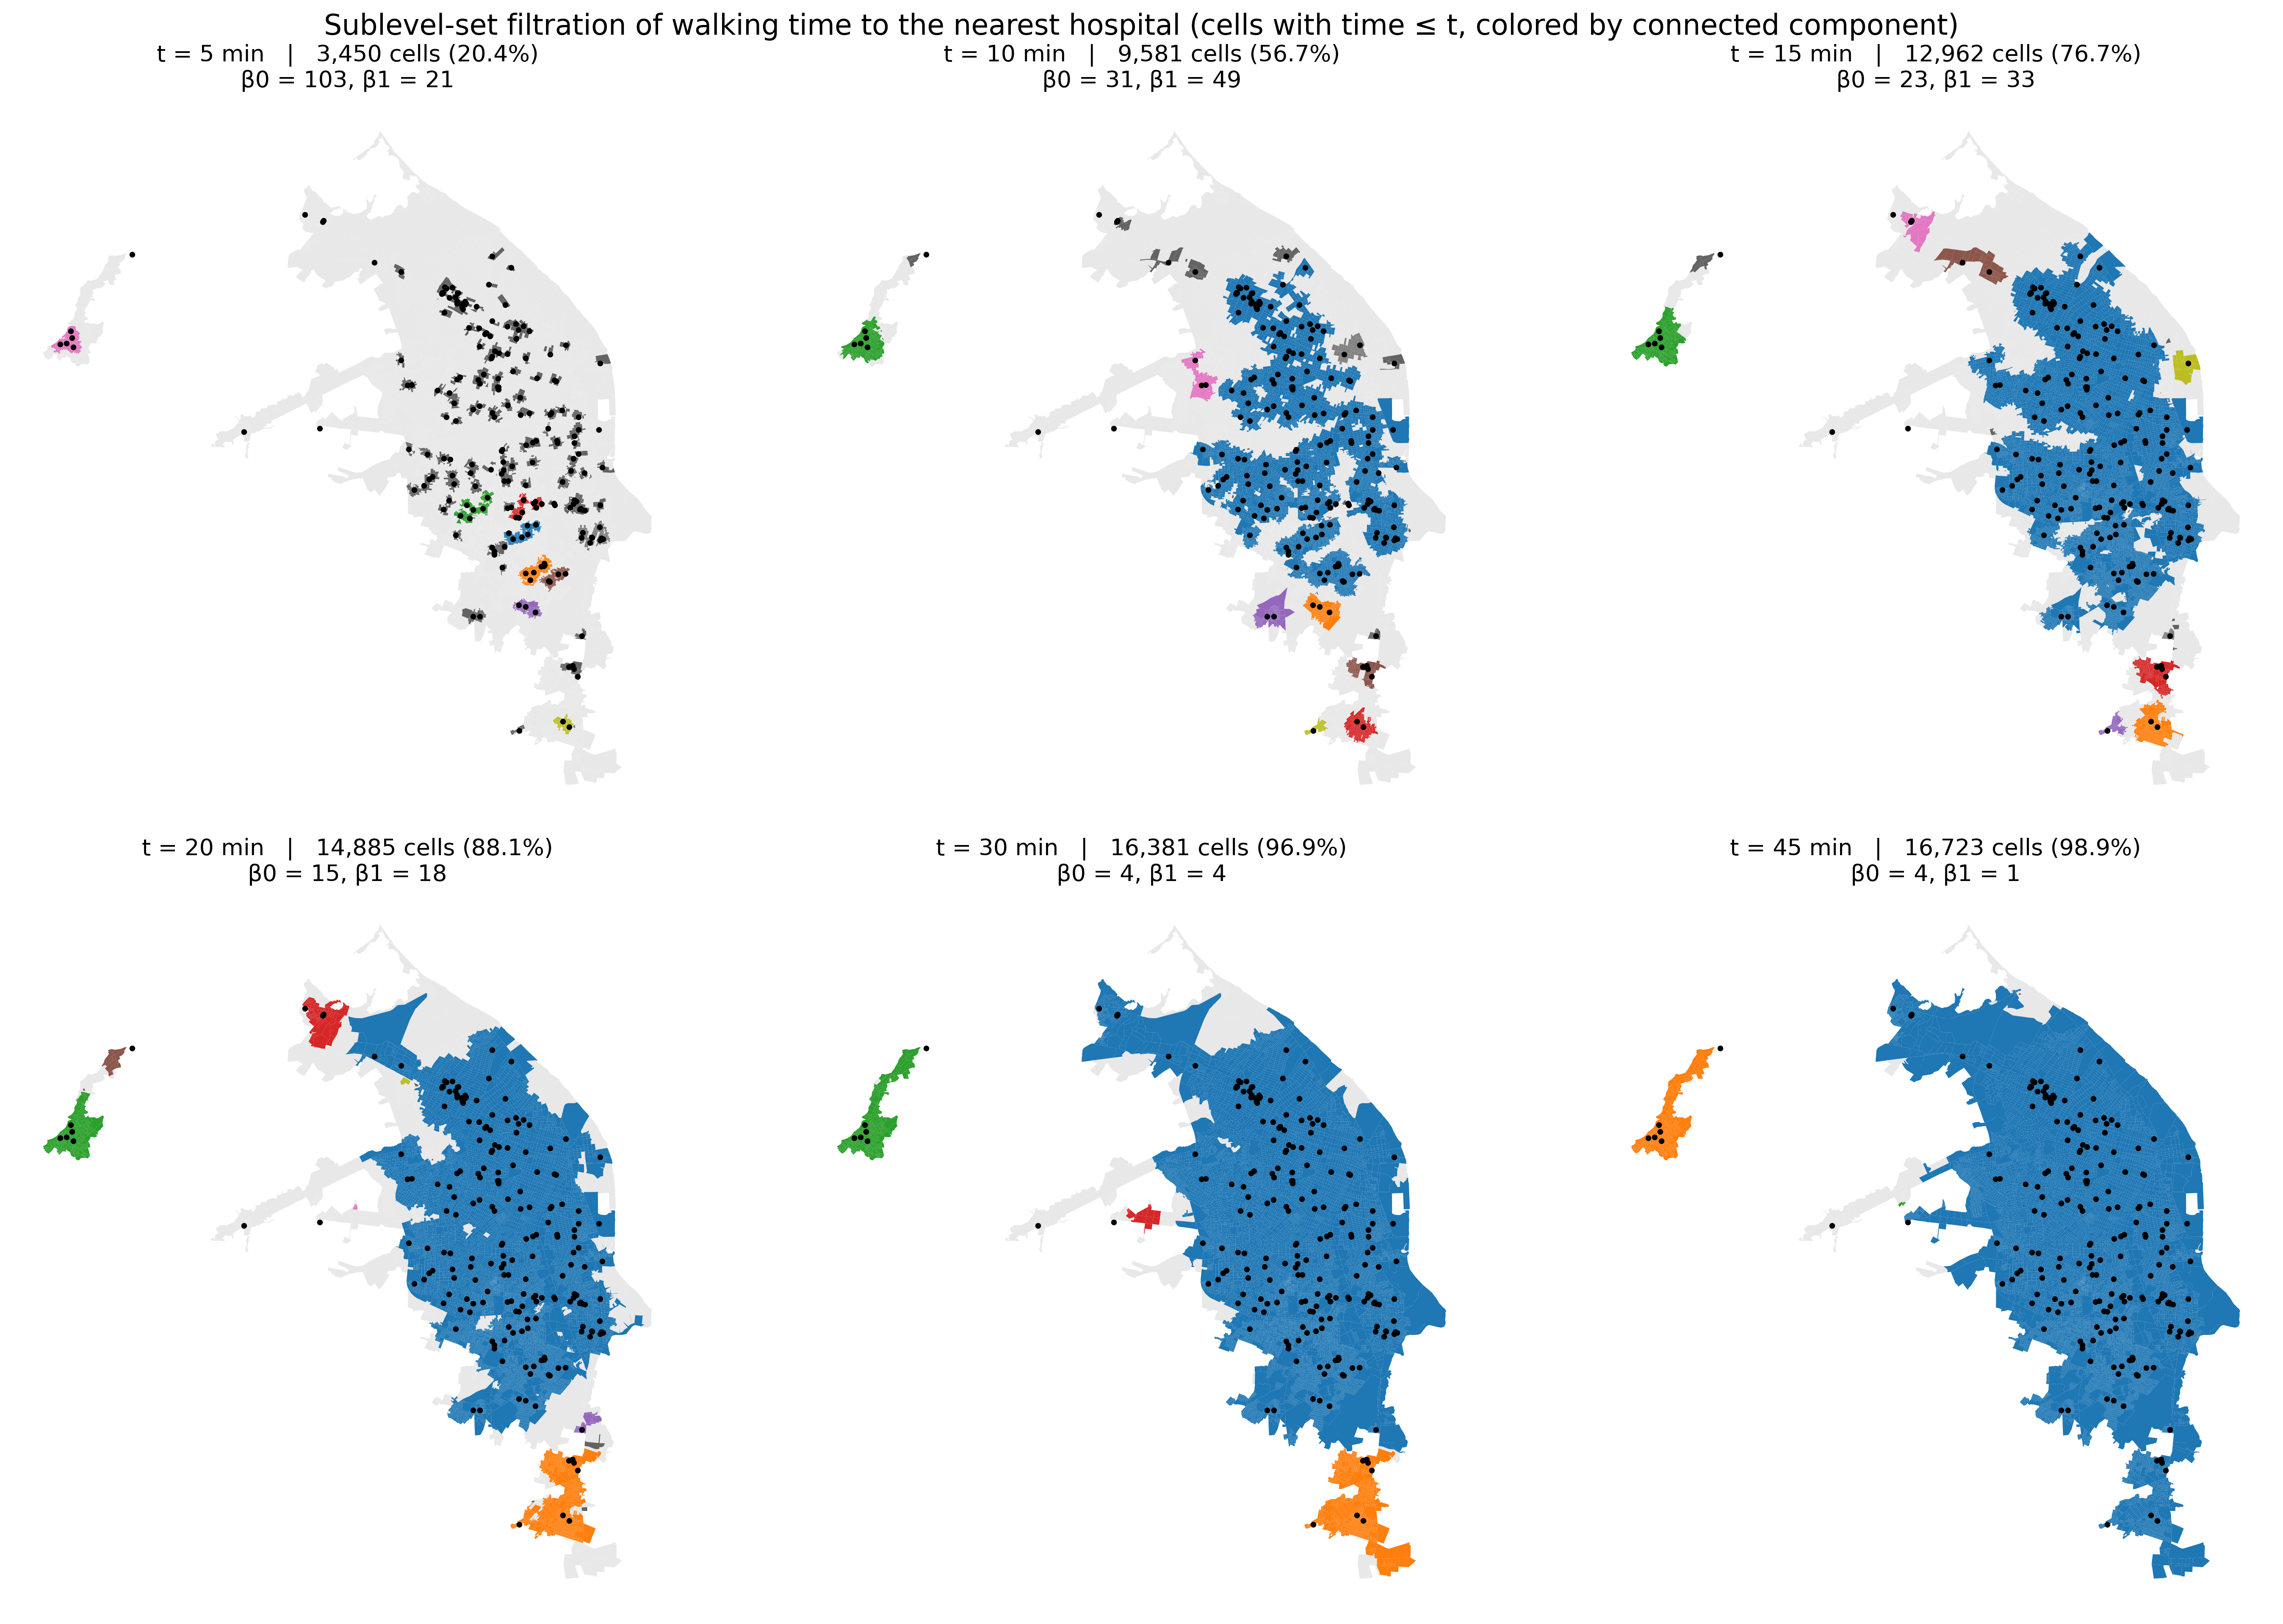 Sublevel-set filtration of walking time to the nearest hospital (cells with time ≤ t, colored by connected component)
t = 5 min | 3,450 cells (20.4%)
β0 = 103, β1 = 21
t = 10 min | 9,581 cells (56.7%)
β0 = 31, β1 = 49
t = 15 min | 12,962 cells (76.7%)
β0 = 23, β1 = 33
t = 20 min | 14,885 cells (88.1%)
β0 = 15, β1 = 18
t = 30 min | 16,381 cells (96.9%)
β0 = 4, β1 = 4
t = 45 min | 16,723 cells (98.9%)
β0 = 4, β1 = 1